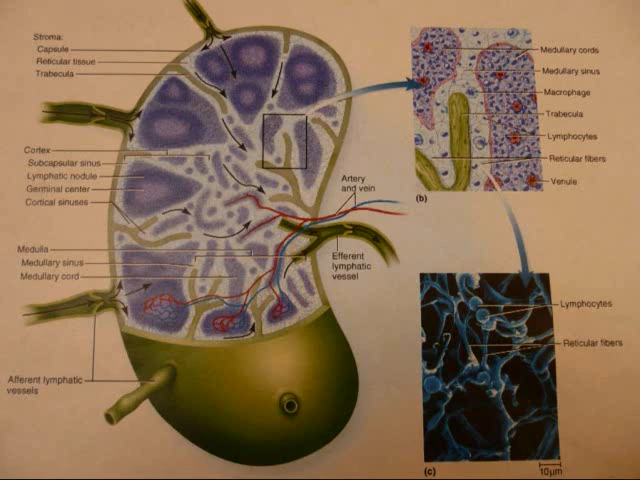 Stroma:
Capsule
Reticular tissue
Trabecula
Cortex
Subcapsular sinus
Lymphatic nodule
Germinal center
Cortical sinuses
Medulla
Medullary sinus
Medullary cord
Afferent lymphatic
vessels
Artery
and vein
Efferent
lymphatic
vessel
Medullary cords
Medullary sinus
Macrophage
Trabecula
Lymphocytes
Reticular fibers
Venule
(b)
Lymphocytes
Reticular fibers
(c)
10µm